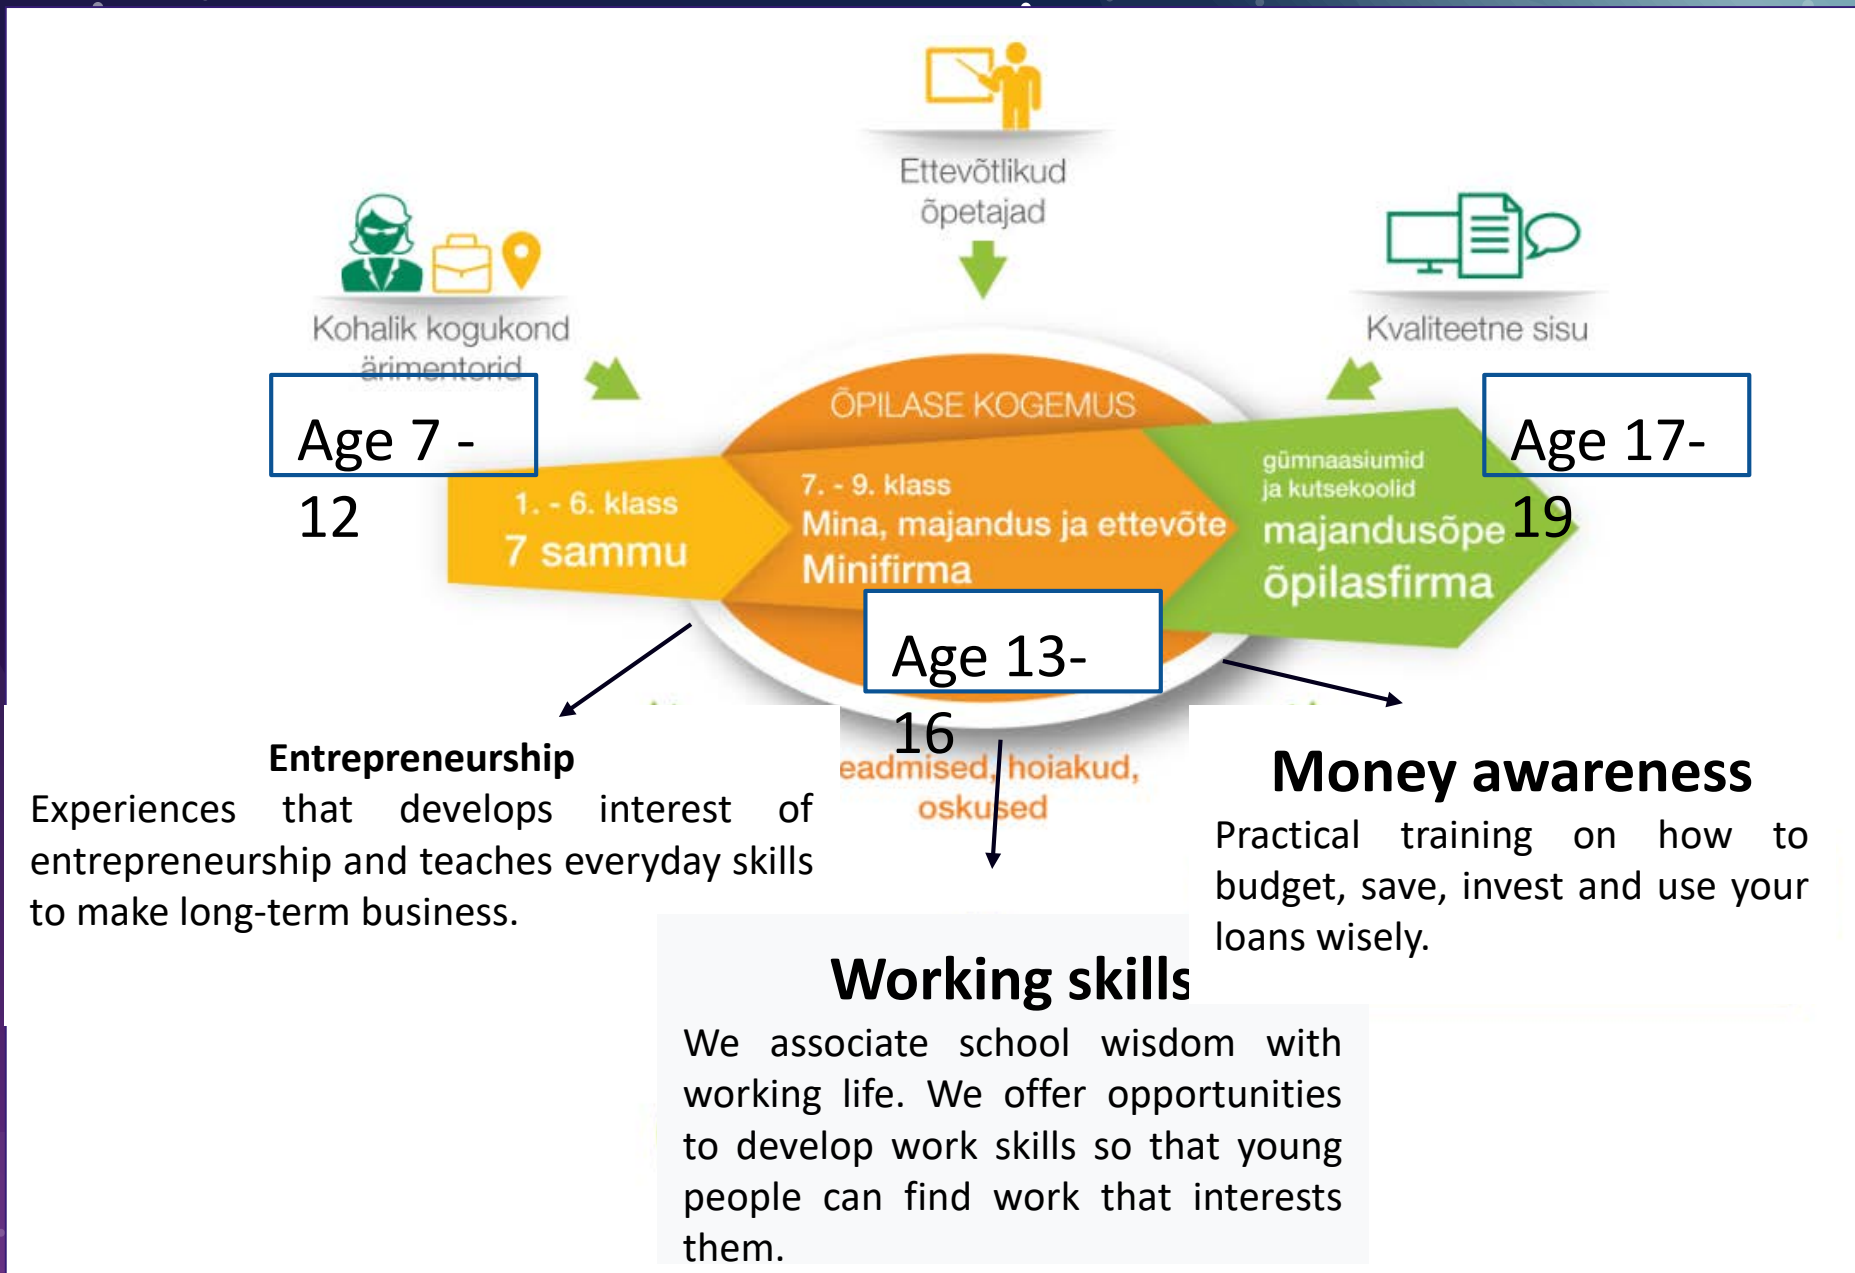 Ettevõtlikud
õpetajad
Kohalik kogukond
ärimentorid
Kvaliteetne sisu
Age 7 -
12
ÕPILASE KOGEMUS
Age 17-
19
1. - 6. klass
7 sammu
7. - 9. klass
Mina, majandus ja ettevõte
Minifirma
gümnaasiumid
ja kutsekoolid
majandusõpe
õpilasfirma
Age 13-
16
eadmised, hoiakud,
oskused
Entrepreneurship
Experiences that develops interest of
entrepreneurship and teaches everyday skills
to make long-term business.
Money awareness
Practical training on how to
budget, save, invest and use your
loans wisely.
Working skills
We associate school wisdom with
working life. We offer opportunities
to develop work skills so that young
people can find work that interests
them.